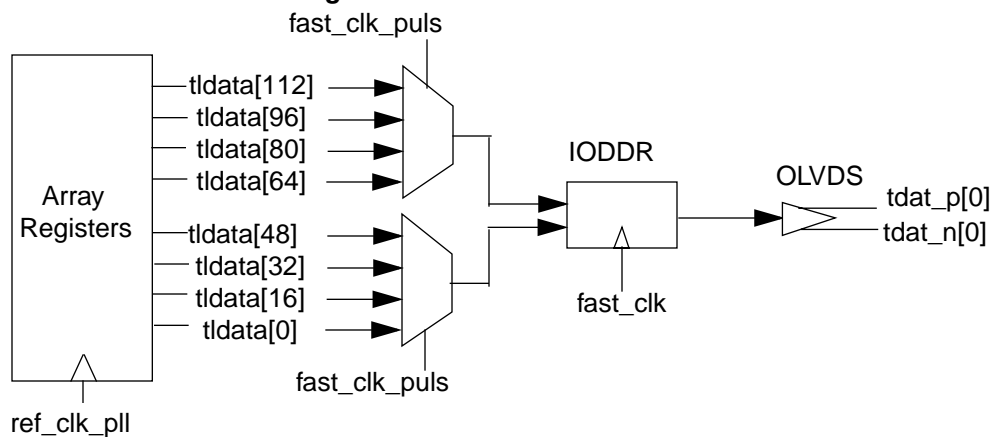 fast_clk_puls
tldata[112]
tldata[96]
tldata[80]
tldata[64]
Array
Registers
tldata[48]
tldata[32]
tldata[16]
tldata[0]
IODDR
OLVDS
tdat_p[0]
tdat_n[0]
fast_clk
fast_clk_puls
ref_clk_pll